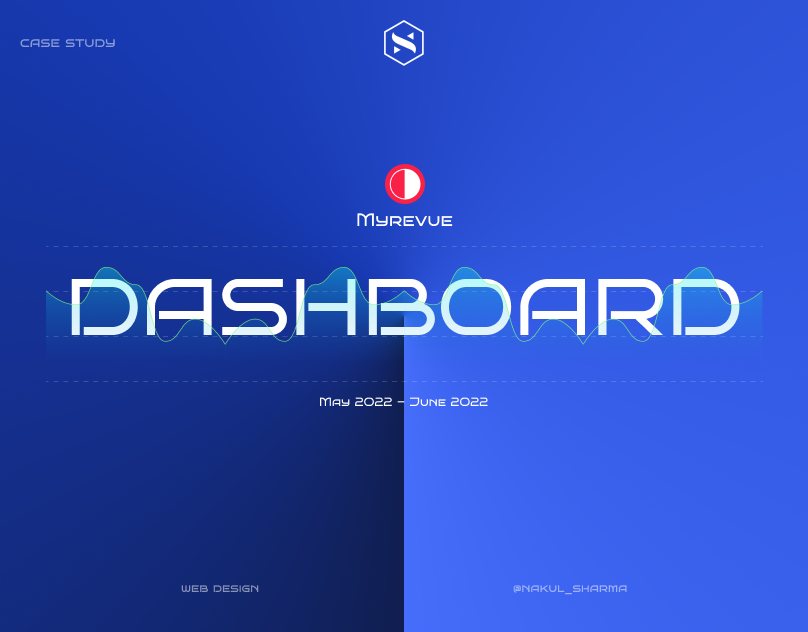 CASE STUDY
MYREVUE
DASHBOARD
MAY 2022 – JUNE 2022
WEB DESIGN
@NAKUL_SHARMA